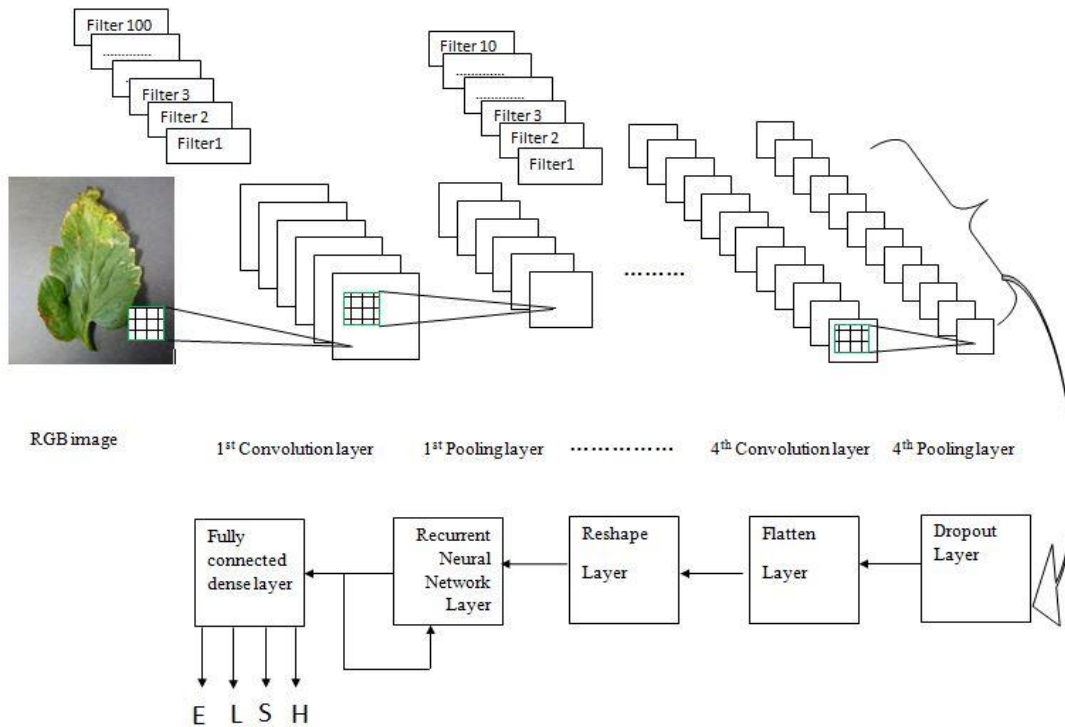 Filter 100
..............
..
Filter 3
Filter 2
Filter1
Filter 10
..............
..............
Filter 3
Filter 2
Filter1
………
RGB image
1st Convolution layer
1st Pooling layer
……………
4th Convolution layer
4th Pooling layer
Fully
connected
dense layer
Recurrent
Neural
Network
Layer
Reshape
Layer
Flatten
Layer
Dropout
Layer
E L S H